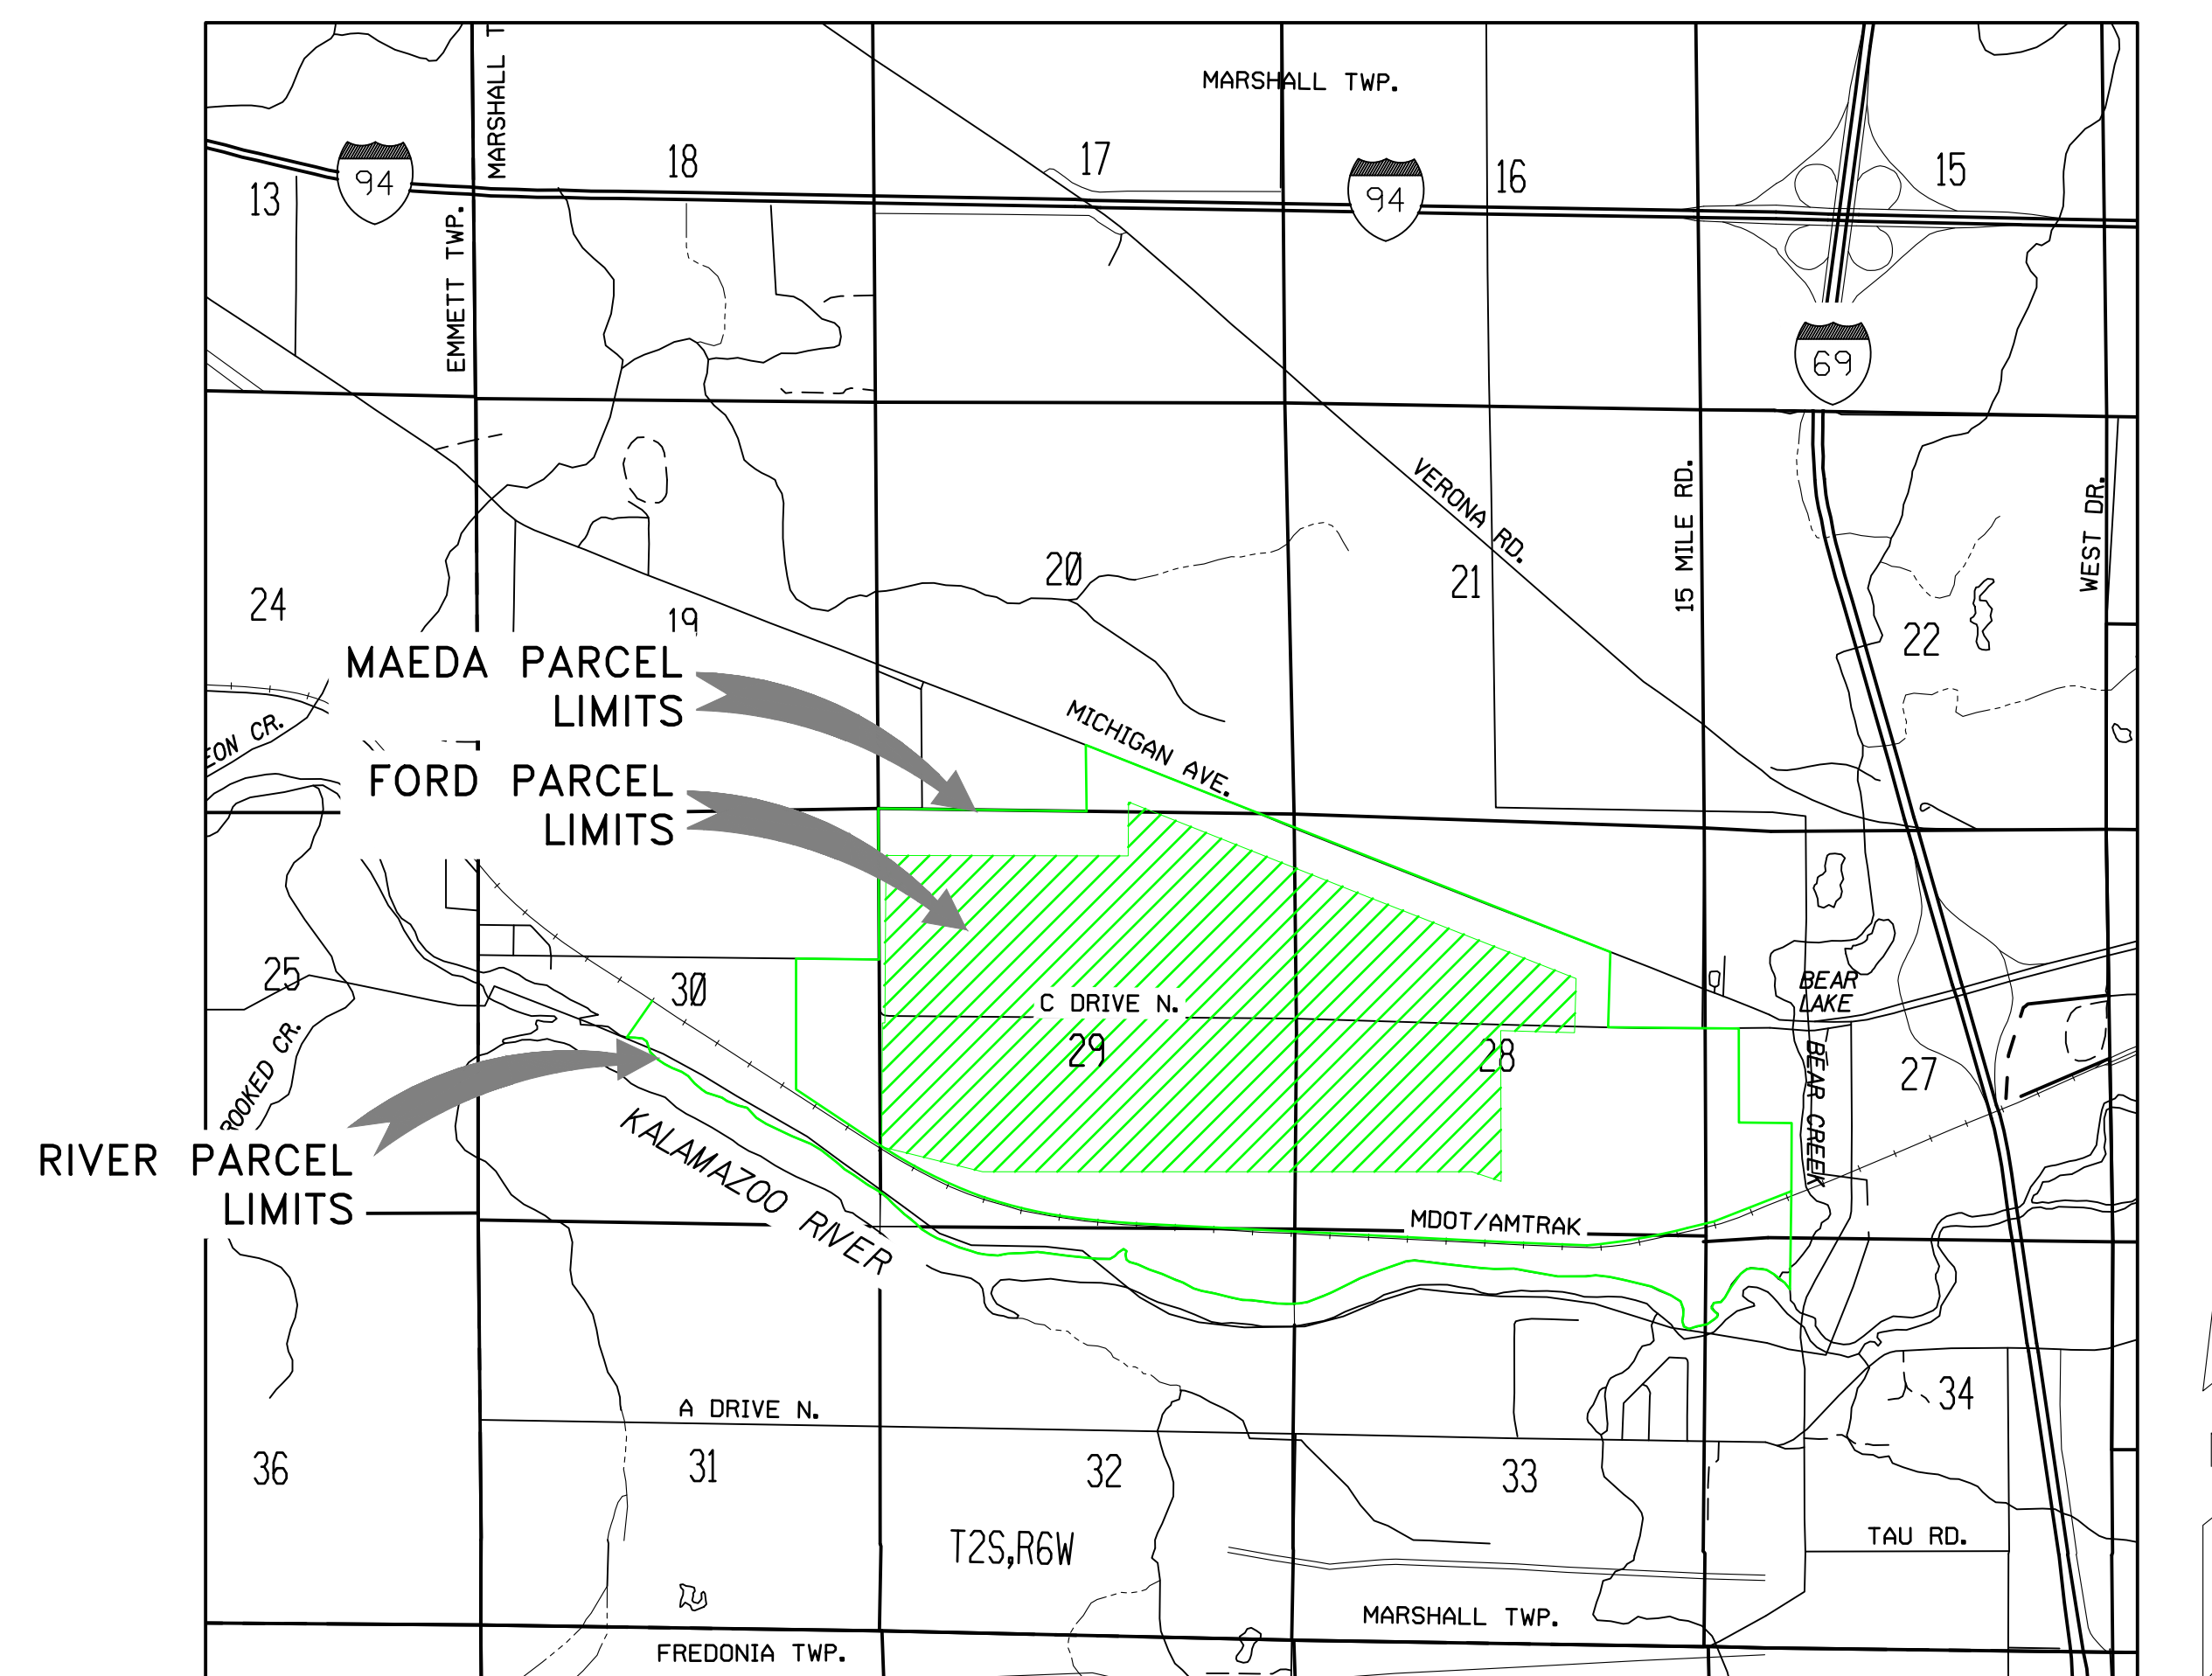 MARSHALL T
MARSHALL TWP.
18
17
16
15
13
94
94
EMMETT TWP.
69
VERONA RD.
15 MILE RD.
WEST DR.
20
21
24
19
22
MAEDA PARCEL
LIMITS
MICHIGAN AVE.
EON CR.
FORD PARCEL
LIMITS
25
30
C DRIVE N.
BEAR
LAKE
29
28
27
ROOKED CR.
BEAR CREEK
RIVER PARCEL
LIMITS
KALAMAZOO RIVER
MDOT/AMTRAK
A DRIVE N.
34
36
31
32
33
T2S,R6W
TAU RD.
MARSHALL TWP.
FREDONIA TWP.